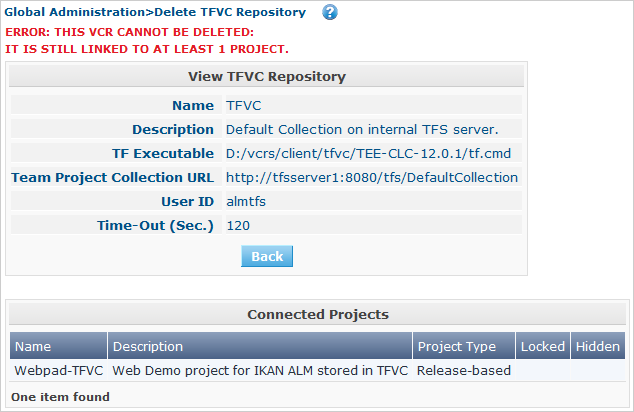 Global Administration>Delete TFVC Repository ?
ERROR: THIS VCR CANNOT BE DELETED:
IT IS STILL LINKED TO AT LEAST 1 PROJECT.
View TFVC Repository
Name TFVC
Description Default Collection on internal TFS server.
TF Executable D:/vcrs/client/tfvc/TEE-CLC-12.0.1/tf.cmd
Team Project Collection URL http://tfsserver1:8080/tfs/DefaultCollection
User ID almtfs
Time-Out (Sec.) 120
Back
Connected Projects
Name Description Project Type Locked Hidden
Webpad-TFVC Web Demo project for IKAN ALM stored in TFVC Release-based
One item found